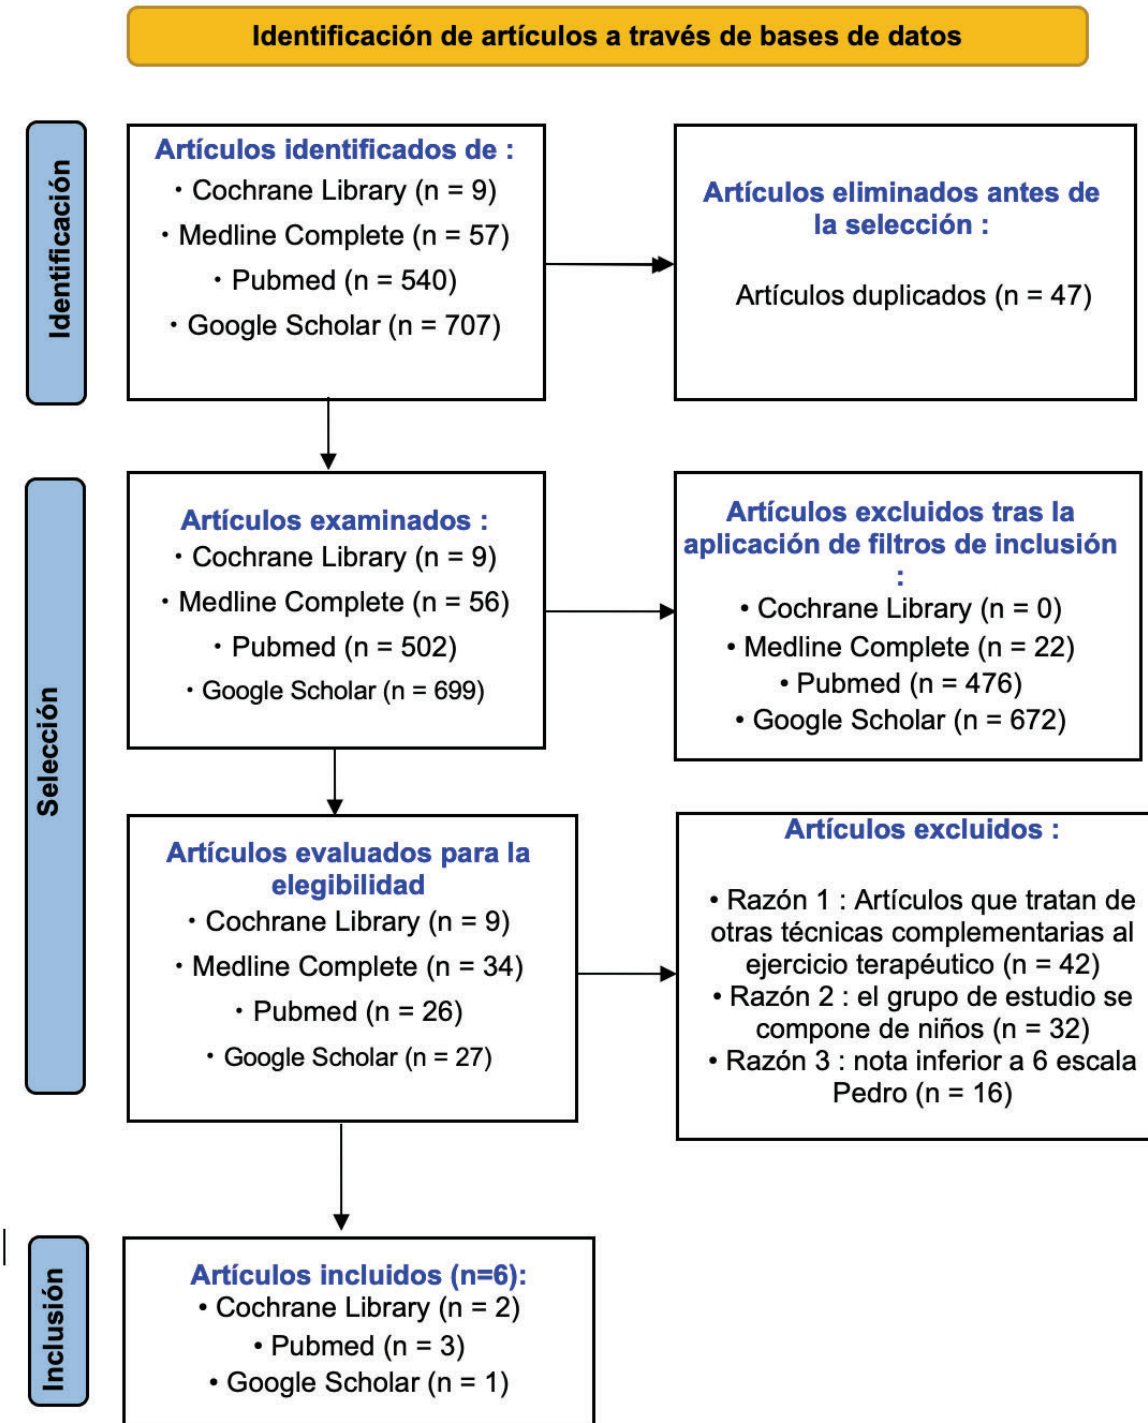 Identificación de artículos a través de bases de datos
Identificación
Artículos identificados de :
· Cochrane Library (n = 9)
· Medline Complete (n = 57)
· Pubmed (n = 540)
· Google Scholar (n = 707)
Artículos eliminados antes de
la selección :
Artículos duplicados (n = 47)
Selección
Artículos examinados :
· Cochrane Library (n = 9)
· Medline Complete (n = 56)
· Pubmed (n = 502)
· Google Scholar (n = 699)
Artículos excluidos tras la
aplicación de filtros de inclusión
:
• Cochrane Library (n = 0)
• Medline Complete (n = 22)
• Pubmed (n = 476)
• Google Scholar (n = 672)
Artículos evaluados para la
elegibilidad
· Cochrane Library (n = 9)
· Medline Complete (n = 34)
· Pubmed (n = 26)
· Google Scholar (n = 27)
Artículos excluidos :
• Razón 1 : Artículos que tratan de
otras técnicas complementarias al
ejercicio terapéutico (n = 42)
• Razón 2 : el grupo de estudio se
compone de niños (n = 32)
• Razón 3 : nota inferior a 6 escala
Pedro (n = 16)
Inclusión
Artículos incluidos (n=6):
• Cochrane Library (n = 2)
• Pubmed (n = 3)
• Google Scholar (n = 1)